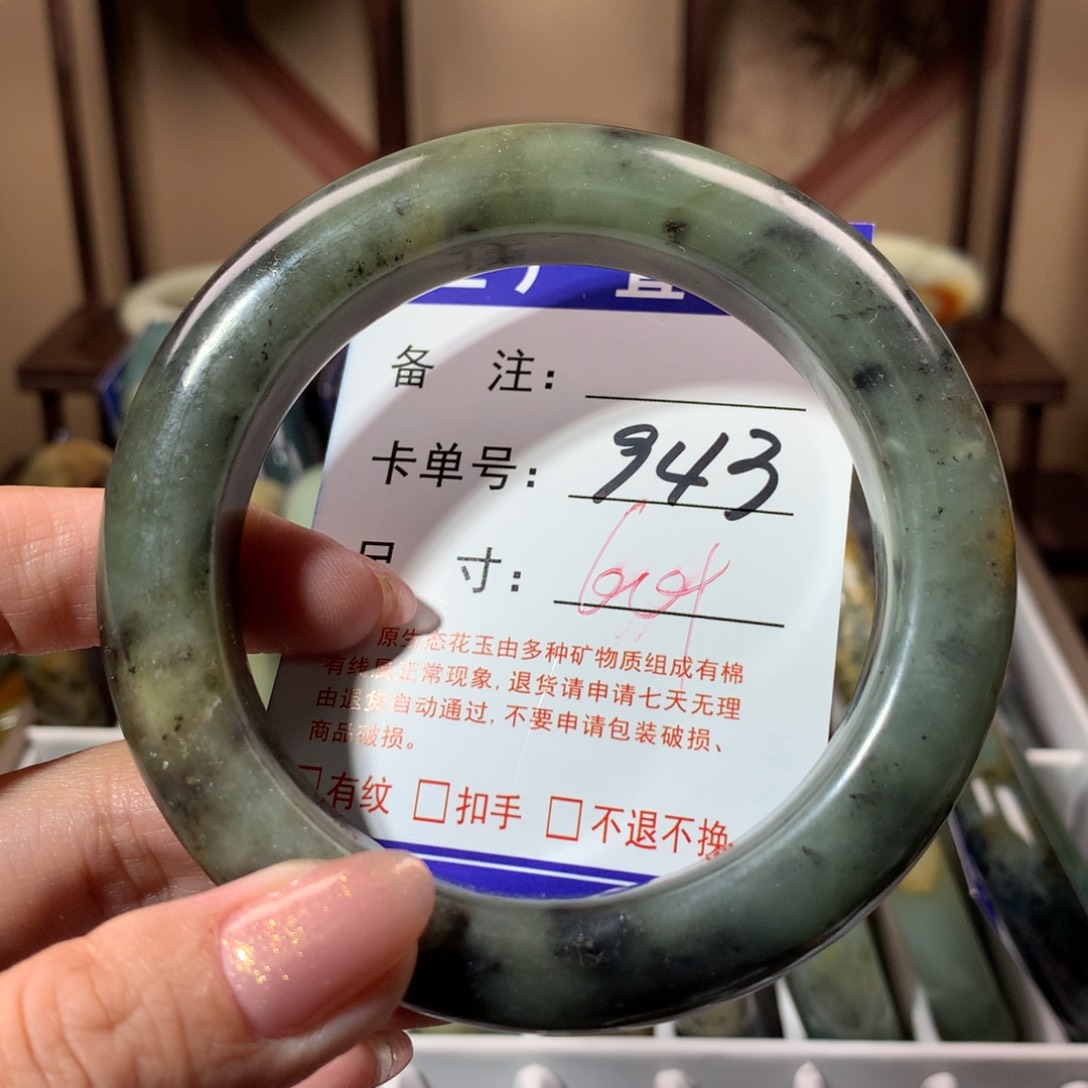 备 注:
卡单号: 943
尺 寸:
原生态花玉由多种矿物质组成有棉
有线属正常现象,退货请申请七天无理
由退货自动通过,不要申请包装破损、
商品破损。
□有纹 □扣手 □不退不换